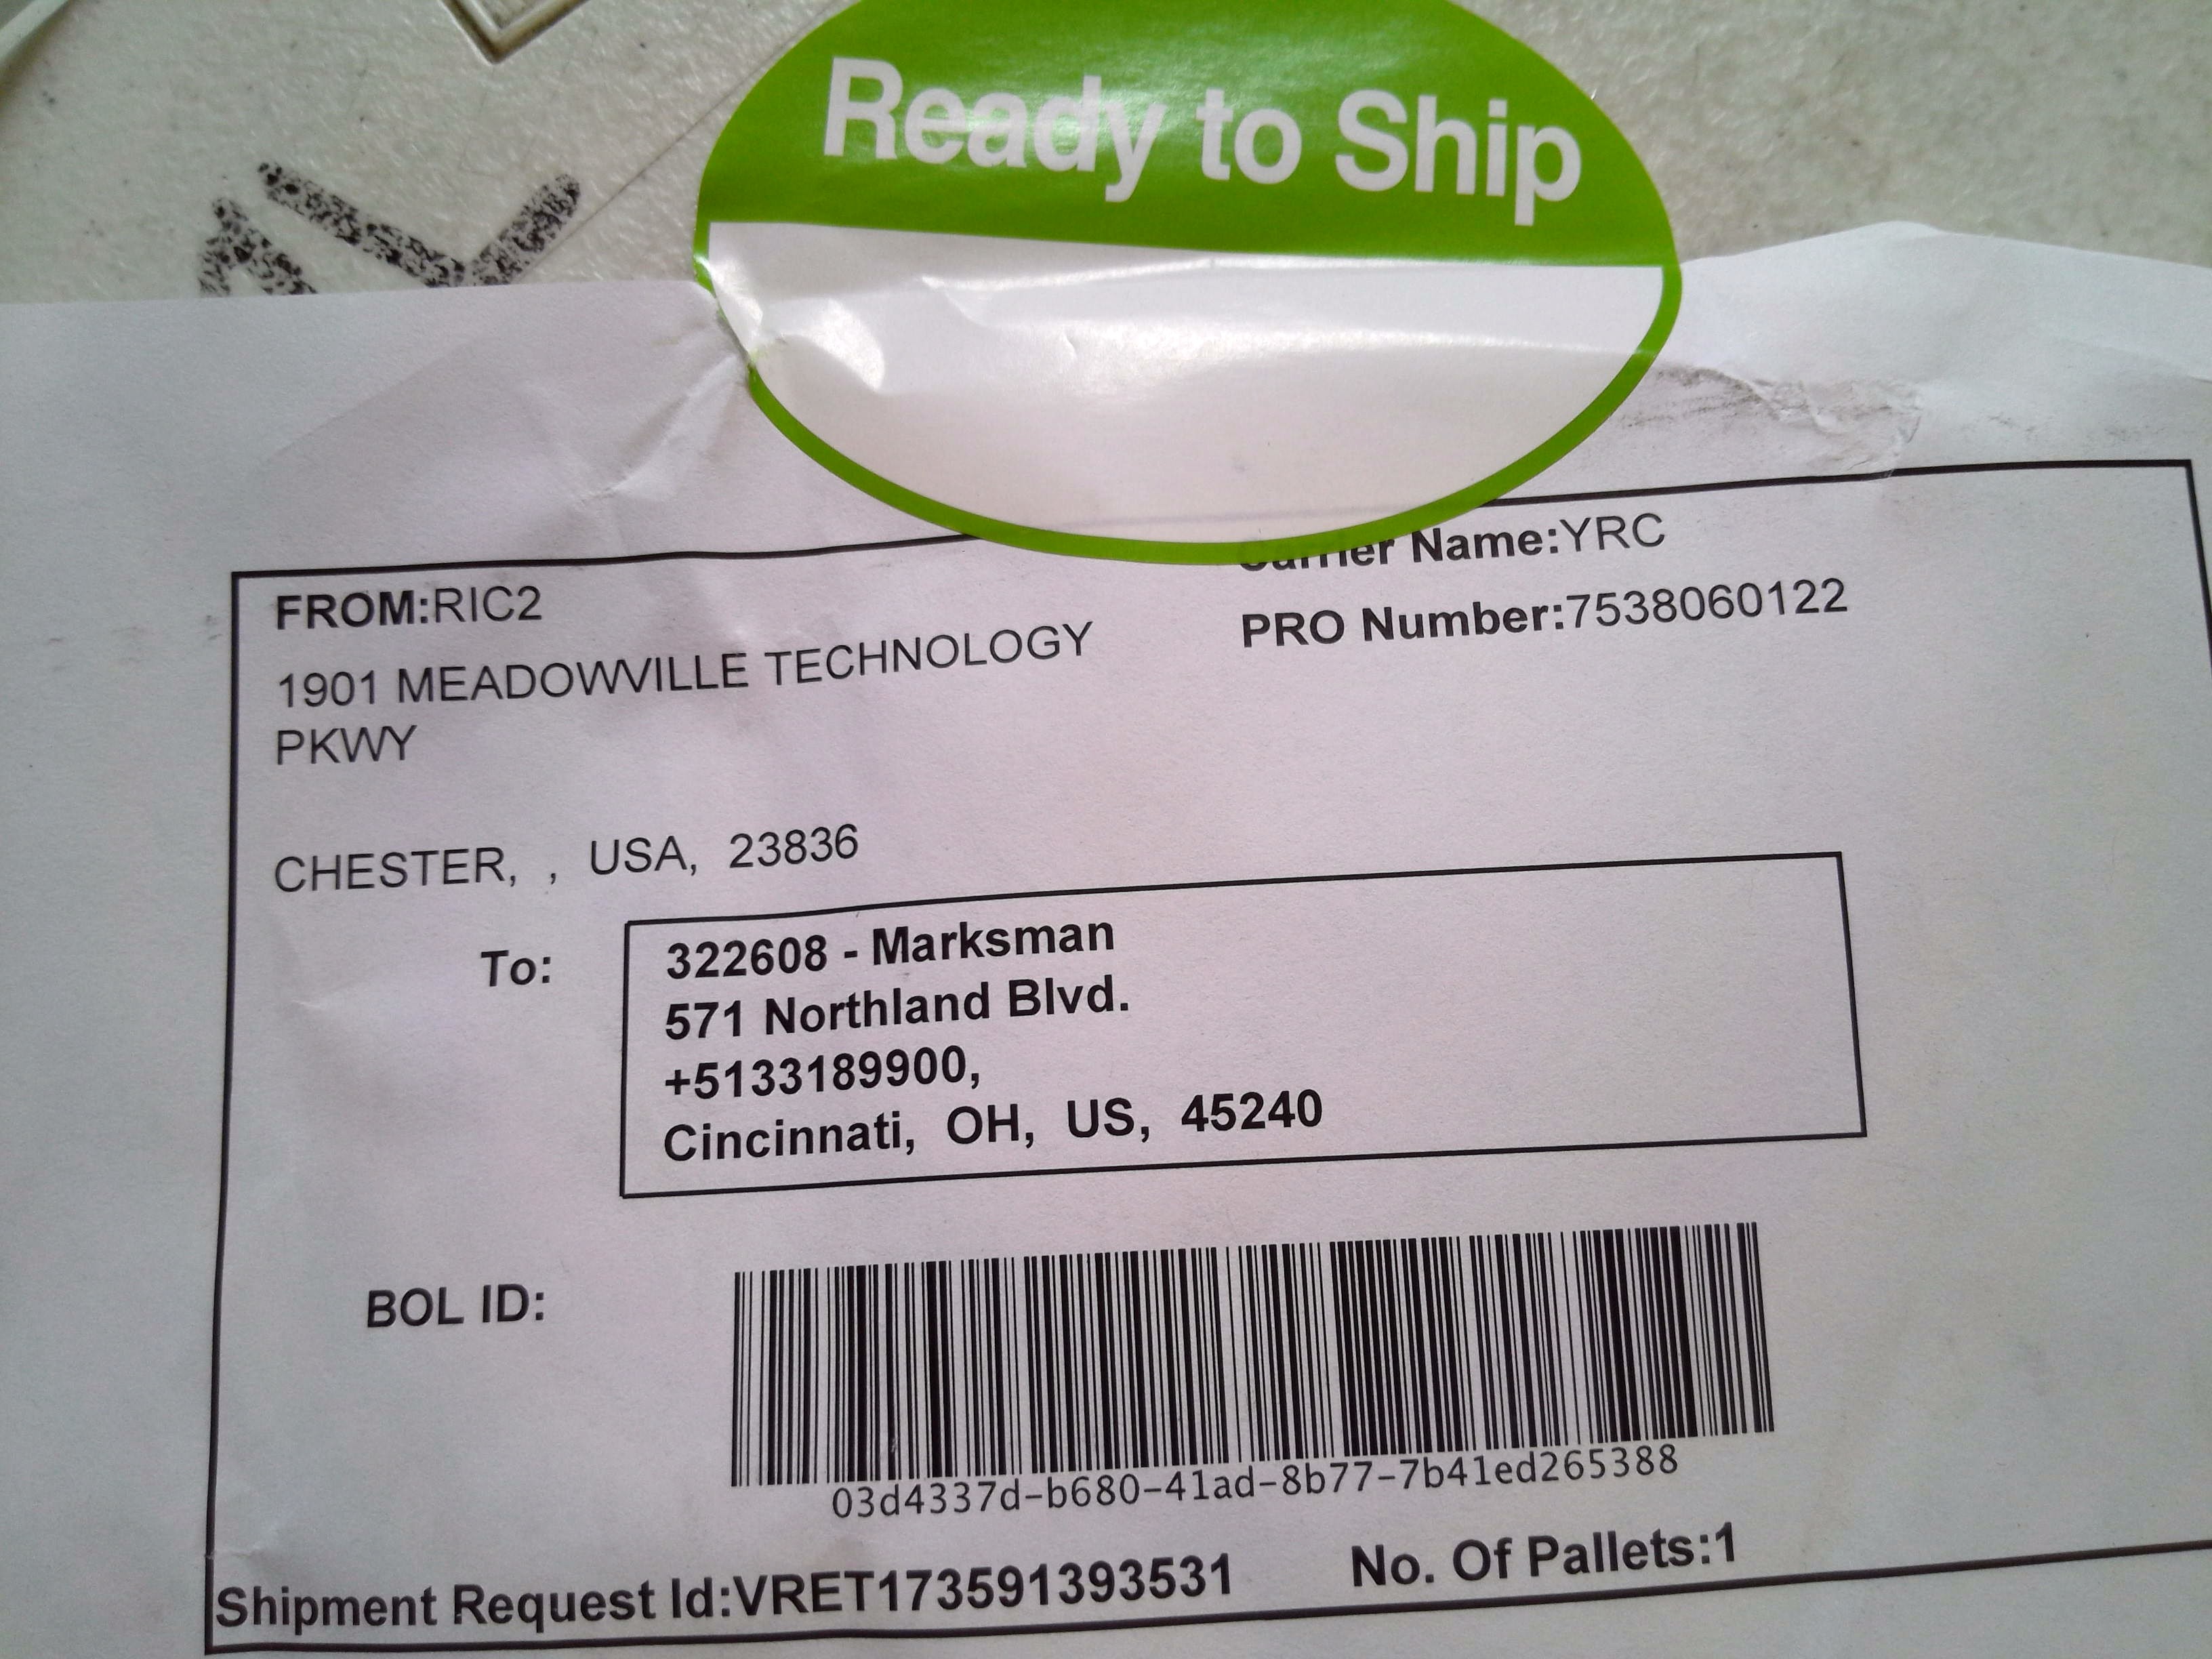 Ready to Ship
Carrier Name:YRC
PRO Number:7538060122
FROM:RIC2
1901 MEADOWVILLE TECHNOLOGY
PKWY
CHESTER, , USA, 23836
To:
322608 - Marksman
571 Northland Blvd.
+5133189900,
Cincinnati, OH, US, 45240
BOL ID:
03d4337d-b680-41ad-8b77-7b41ed265388
Shipment Request Id:VRET173591393531
No. Of Pallets:1